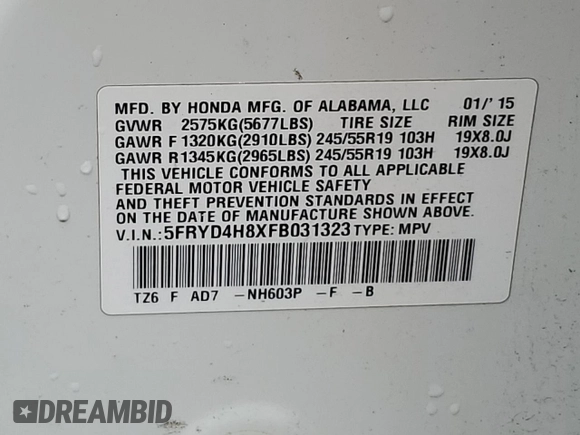 MFD. BY HONDA MFG. OF ALABAMA, LLC 01/' 15
GVWR 2575KG(5677LBS) TIRE SIZE RIM SIZE
GAWR F 1320KG(2910LBS) 245/55R19 103H 19X8.0J
GAWR R 1345KG(2965LBS) 245/55R19 103H 19X8.0J
THIS VEHICLE CONFORMS TO ALL APPLICABLE
FEDERAL MOTOR VEHICLE SAFETY
AND THEFT PREVENTION STANDARDS IN EFFECT
ON THE DATE OF MANUFACTURE SHOWN ABOVE.
V.I.N.: 5FRYD4H8XFB031323 TYPE: MPV
TZ6 F AD7 -NH603P -F -B
DREAMBID